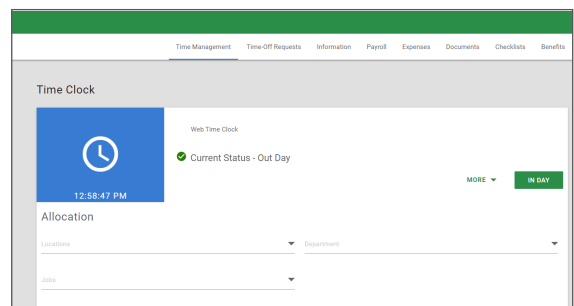 Time Management Time-Off Requests Information Payroll Expenses Documents Checklists Benefits
Time Clock
Web Time Clock
Current Status - Out Day
MORE IN DAY
12:58:47 PM
Allocation
Locations Department
Jobs